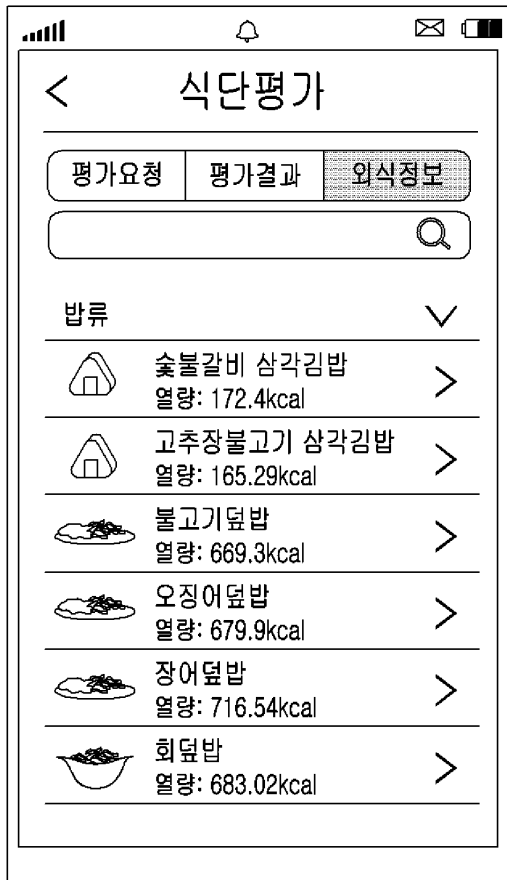 식단평가
평가요청 평가결과 외식정보
밥류
숯불갈비 삼각김밥
열량: 172.4kcal
고추장불고기 삼각김밥
열량: 165.29kcal
불고기덮밥
열량: 669.3kcal
오징어덮밥
열량: 679.9kcal
장어덮밥
열량: 716.54kcal
회덮밥
열량: 683.02kcal